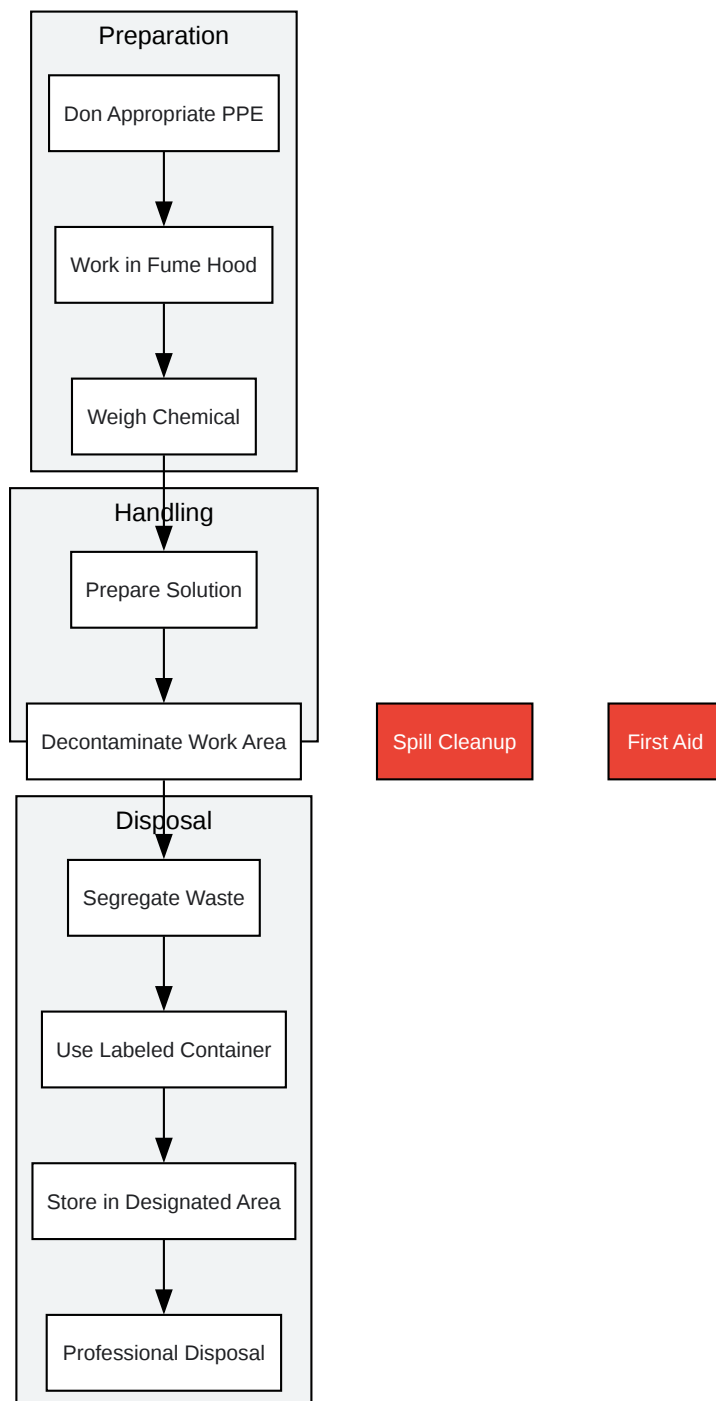 Preparation
Don Appropriate PPE
Work in Fume Hood
Weigh Chemical
Handling
Prepare Solution
Decontaminate Work Area
Spill Cleanup
First Aid
Disposal
Segregate Waste
Use Labeled Container
Store in Designated Area
Professional Disposal